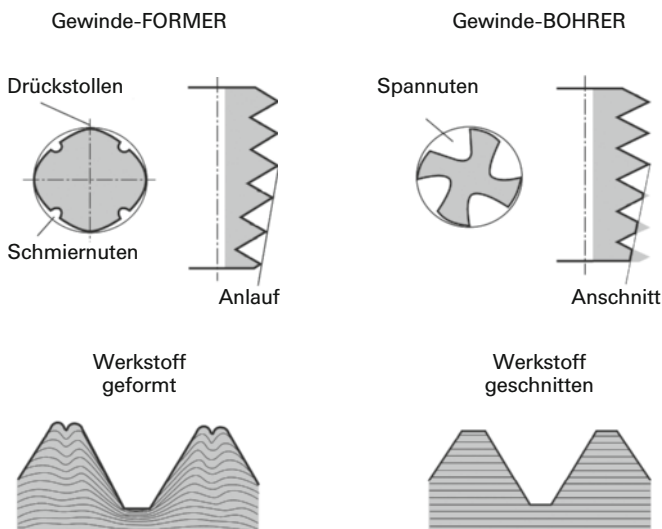 Gewinde-FORMER
Gewinde-BOHRER
Drückstollen
Spannuten
Schmiernuten
Anlauf
Anschnitt
Werkstoff
geformt
Werkstoff
geschnitten